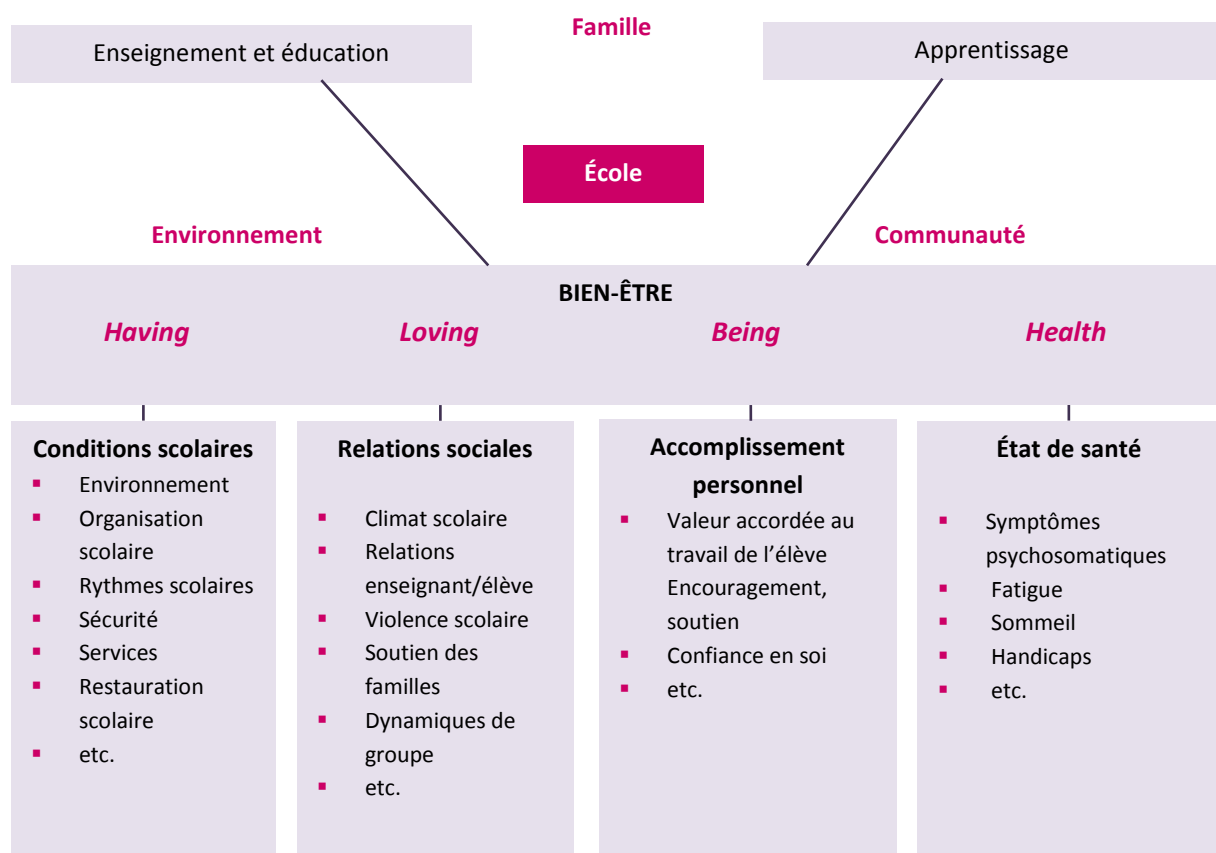 Famille
Enseignement et éducation
Apprentissage
École
Environnement
Communauté
BIEN-ÊTRE
Having
Loving
Being
Health
Conditions scolaires
▪ Environnement
▪ Organisation
scolaire
▪ Rythmes scolaires
▪ Sécurité
▪ Services
▪ Restauration
scolaire
▪ etc.
Relations sociales
▪ Climat scolaire
▪ Relations
enseignant/élève
▪ Violence scolaire
▪ Soutien des
familles
▪ Dynamiques de
groupe
▪ etc.
Accomplissement
personnel
▪ Valeur accordée au
travail de l’élève
Encouragement,
soutien
▪ Confiance en soi
▪ etc.
État de santé
▪ Symptômes
psychosomatiques
▪ Fatigue
▪ Sommeil
▪ Handicaps
▪ etc.